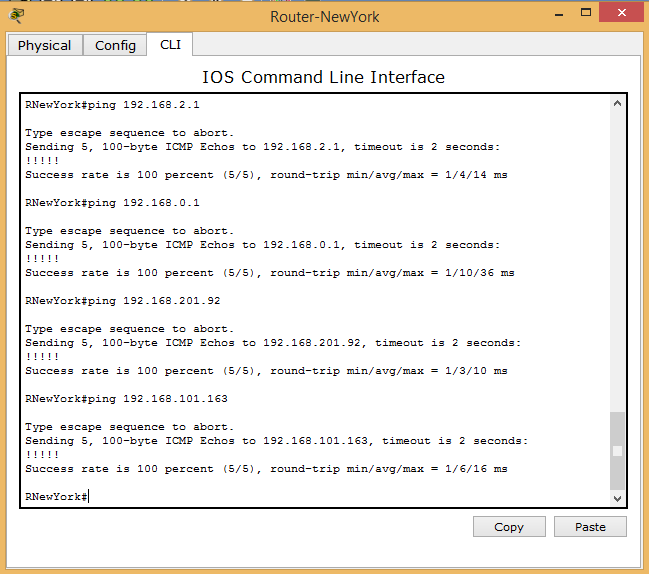 Router-NewYork
Physical Config CLI
IOS Command Line Interface
RNewYork#ping 192.168.2.1
Type escape sequence to abort.
Sending 5, 100-byte ICMP Echos to 192.168.2.1, timeout is 2 seconds:
!!!!!
Success rate is 100 percent (5/5), round-trip min/avg/max = 1/4/14 ms
RNewYork#ping 192.168.0.1
Type escape sequence to abort.
Sending 5, 100-byte ICMP Echos to 192.168.0.1, timeout is 2 seconds:
!!!!!
Success rate is 100 percent (5/5), round-trip min/avg/max = 1/10/36 ms
RNewYork#ping 192.168.201.92
Type escape sequence to abort.
Sending 5, 100-byte ICMP Echos to 192.168.201.92, timeout is 2 seconds:
!!!!!
Success rate is 100 percent (5/5), round-trip min/avg/max = 1/3/10 ms
RNewYork#ping 192.168.101.163
Type escape sequence to abort.
Sending 5, 100-byte ICMP Echos to 192.168.101.163, timeout is 2 seconds:
!!!!!
Success rate is 100 percent (5/5), round-trip min/avg/max = 1/6/16 ms
RNewYork#
Copy Paste